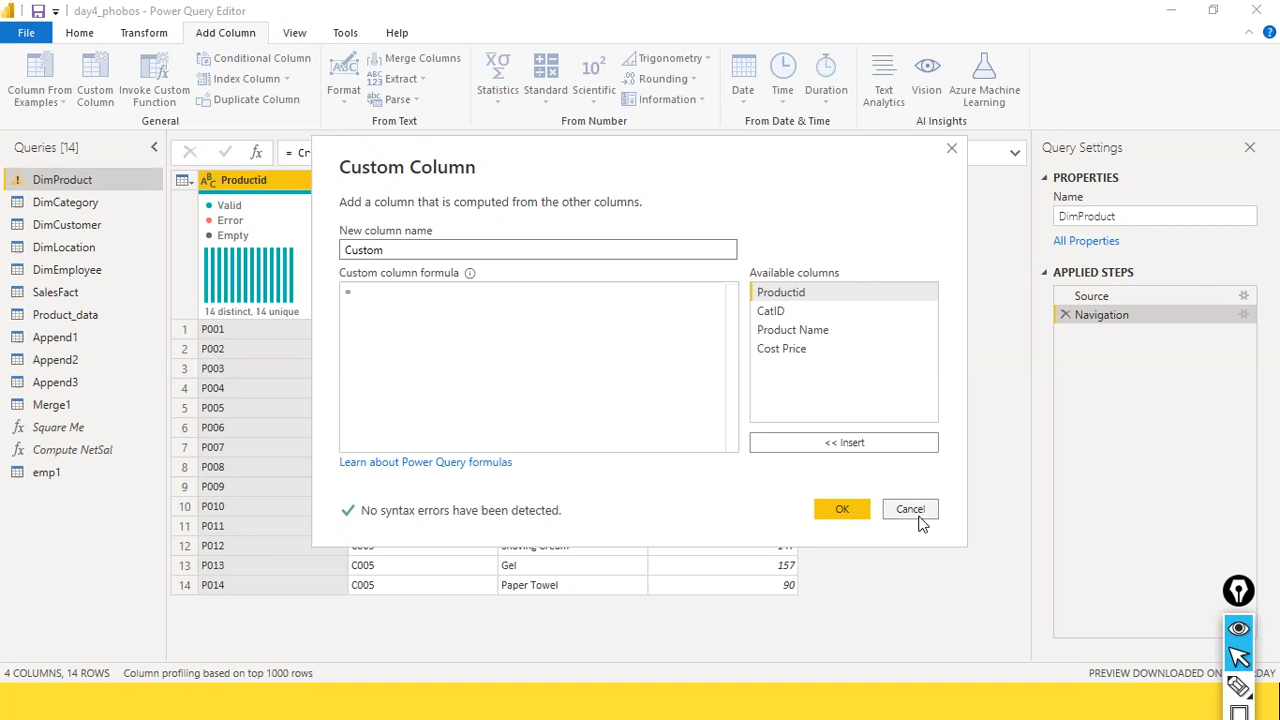 day4_phobos - Power Query Editor
File Home Transform Add Column View Tools Help
Column From Examples
Custom Column
Invoke Custom Function
Conditional Column
Index Column
Duplicate Column
General
Format
Merge Columns
Extract
Parse
From Text
Statistics
Standard
Scientific
Trigonometry
Rounding
Information
From Number
Date
Time
Duration
From Date & Time
Text Analytics
Vision
Azure Machine Learning
AI Insights
Queries [14]
DimProduct
DimCategory
DimCustomer
DimLocation
DimEmployee
SalesFact
Product_data
Append1
Append2
Append3
Merge1
Square Me
Compute NetSal
emp1
Productid
Valid
Error
Empty
14 distinct, 14 unique
1 P001
2 P002
3 P003
4 P004
5 P005
6 P006
7 P007
8 P008
9 P009
10 P010
11 P011
12 P012
13 P013 C005 Gel 157
14 P014 C005 Paper Towel 90
Custom Column
Add a column that is computed from the other columns.
New column name
Custom
Custom column formula
=
Available columns
Productid
CatID
Product Name
Cost Price
<< Insert
Learn about Power Query formulas
No syntax errors have been detected.
OK
Cancel
Query Settings
PROPERTIES
Name
DimProduct
All Properties
APPLIED STEPS
Source
Navigation
4 COLUMNS, 14 ROWS
Column profiling based on top 1000 rows
PREVIEW DOWNLOADED ON